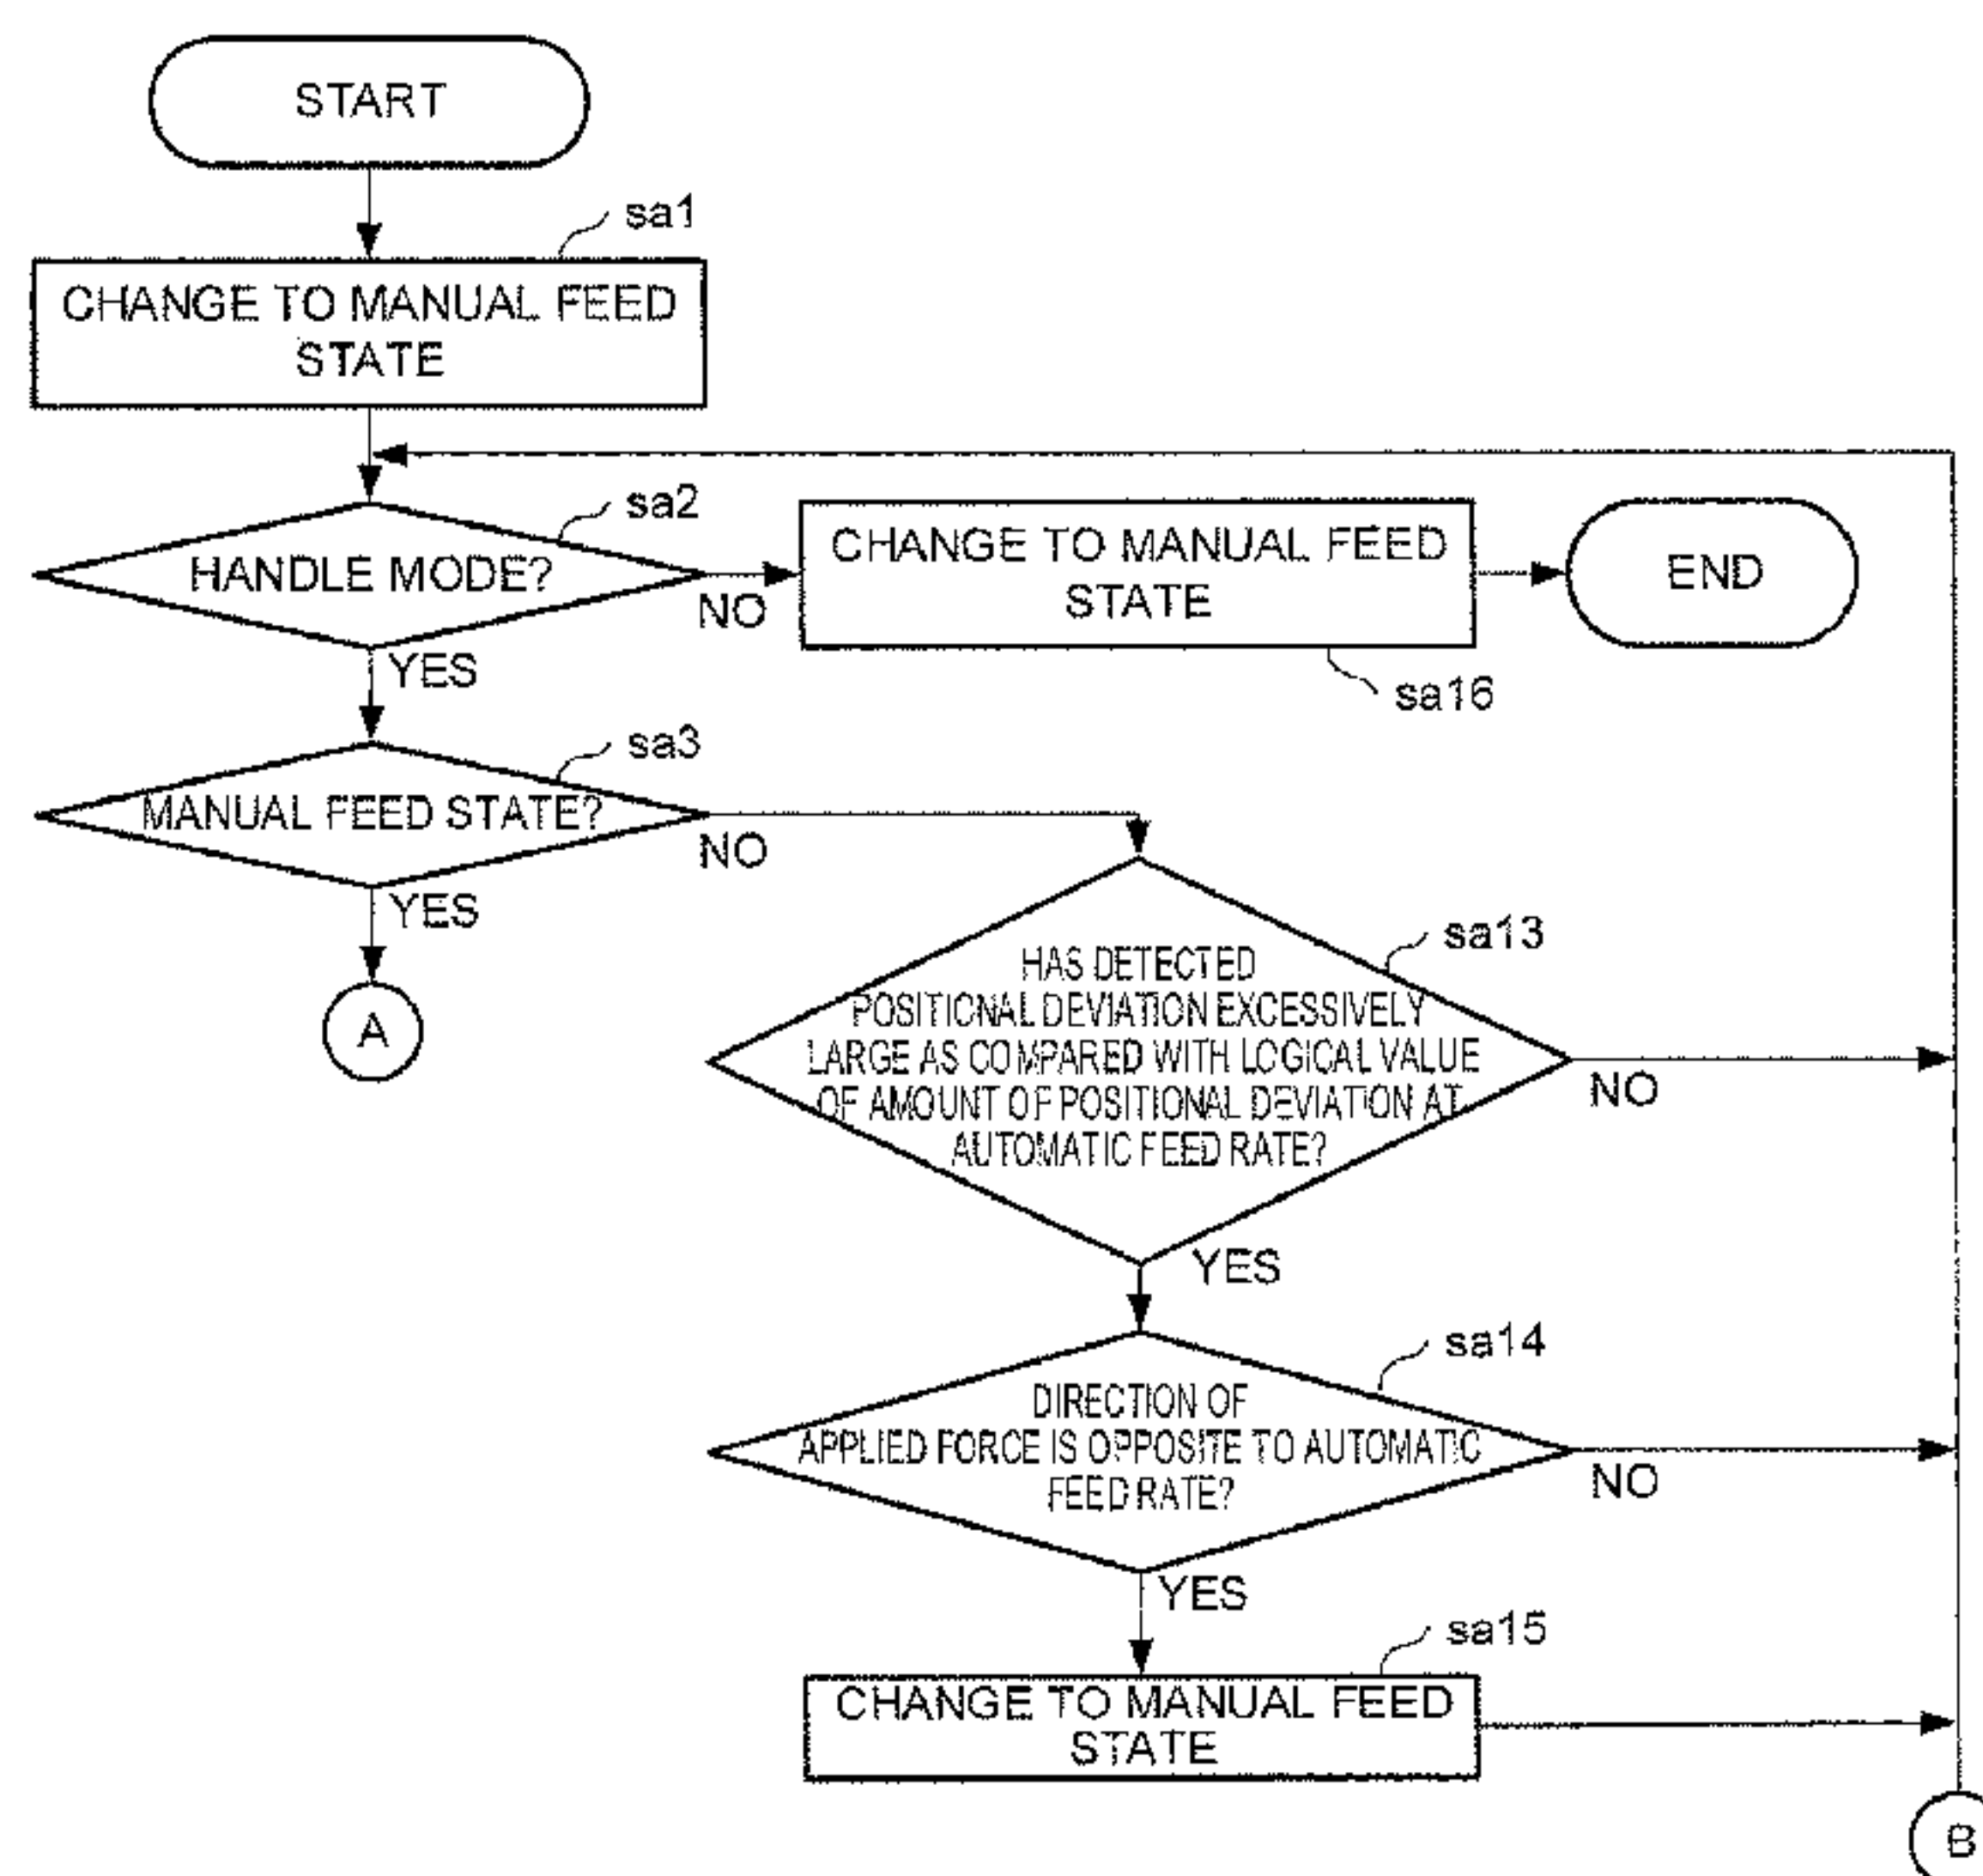 START
sa1
CHANGE TO MANUAL FEED
STATE
sa2
HANDLE MODE?
NO
YES
CHANGE TO MANUAL FEED
STATE
sa16
END
sa3
MANUAL FEED STATE?
NO
YES
A
sa13
HAS DETECTED
POSITIONAL DEVIATION EXCESSIVELY
LARGE AS COMPARED WITH LOGICAL VALUE
OF AMOUNT OF POSITIONAL DEVIATION AT
AUTOMATIC FEED RATE?
NO
YES
sa14
DIRECTION OF
APPLIED FORCE IS OPPOSITE TO AUTOMATIC
FEED RATE?
NO
YES
sa15
CHANGE TO MANUAL FEED
STATE
B